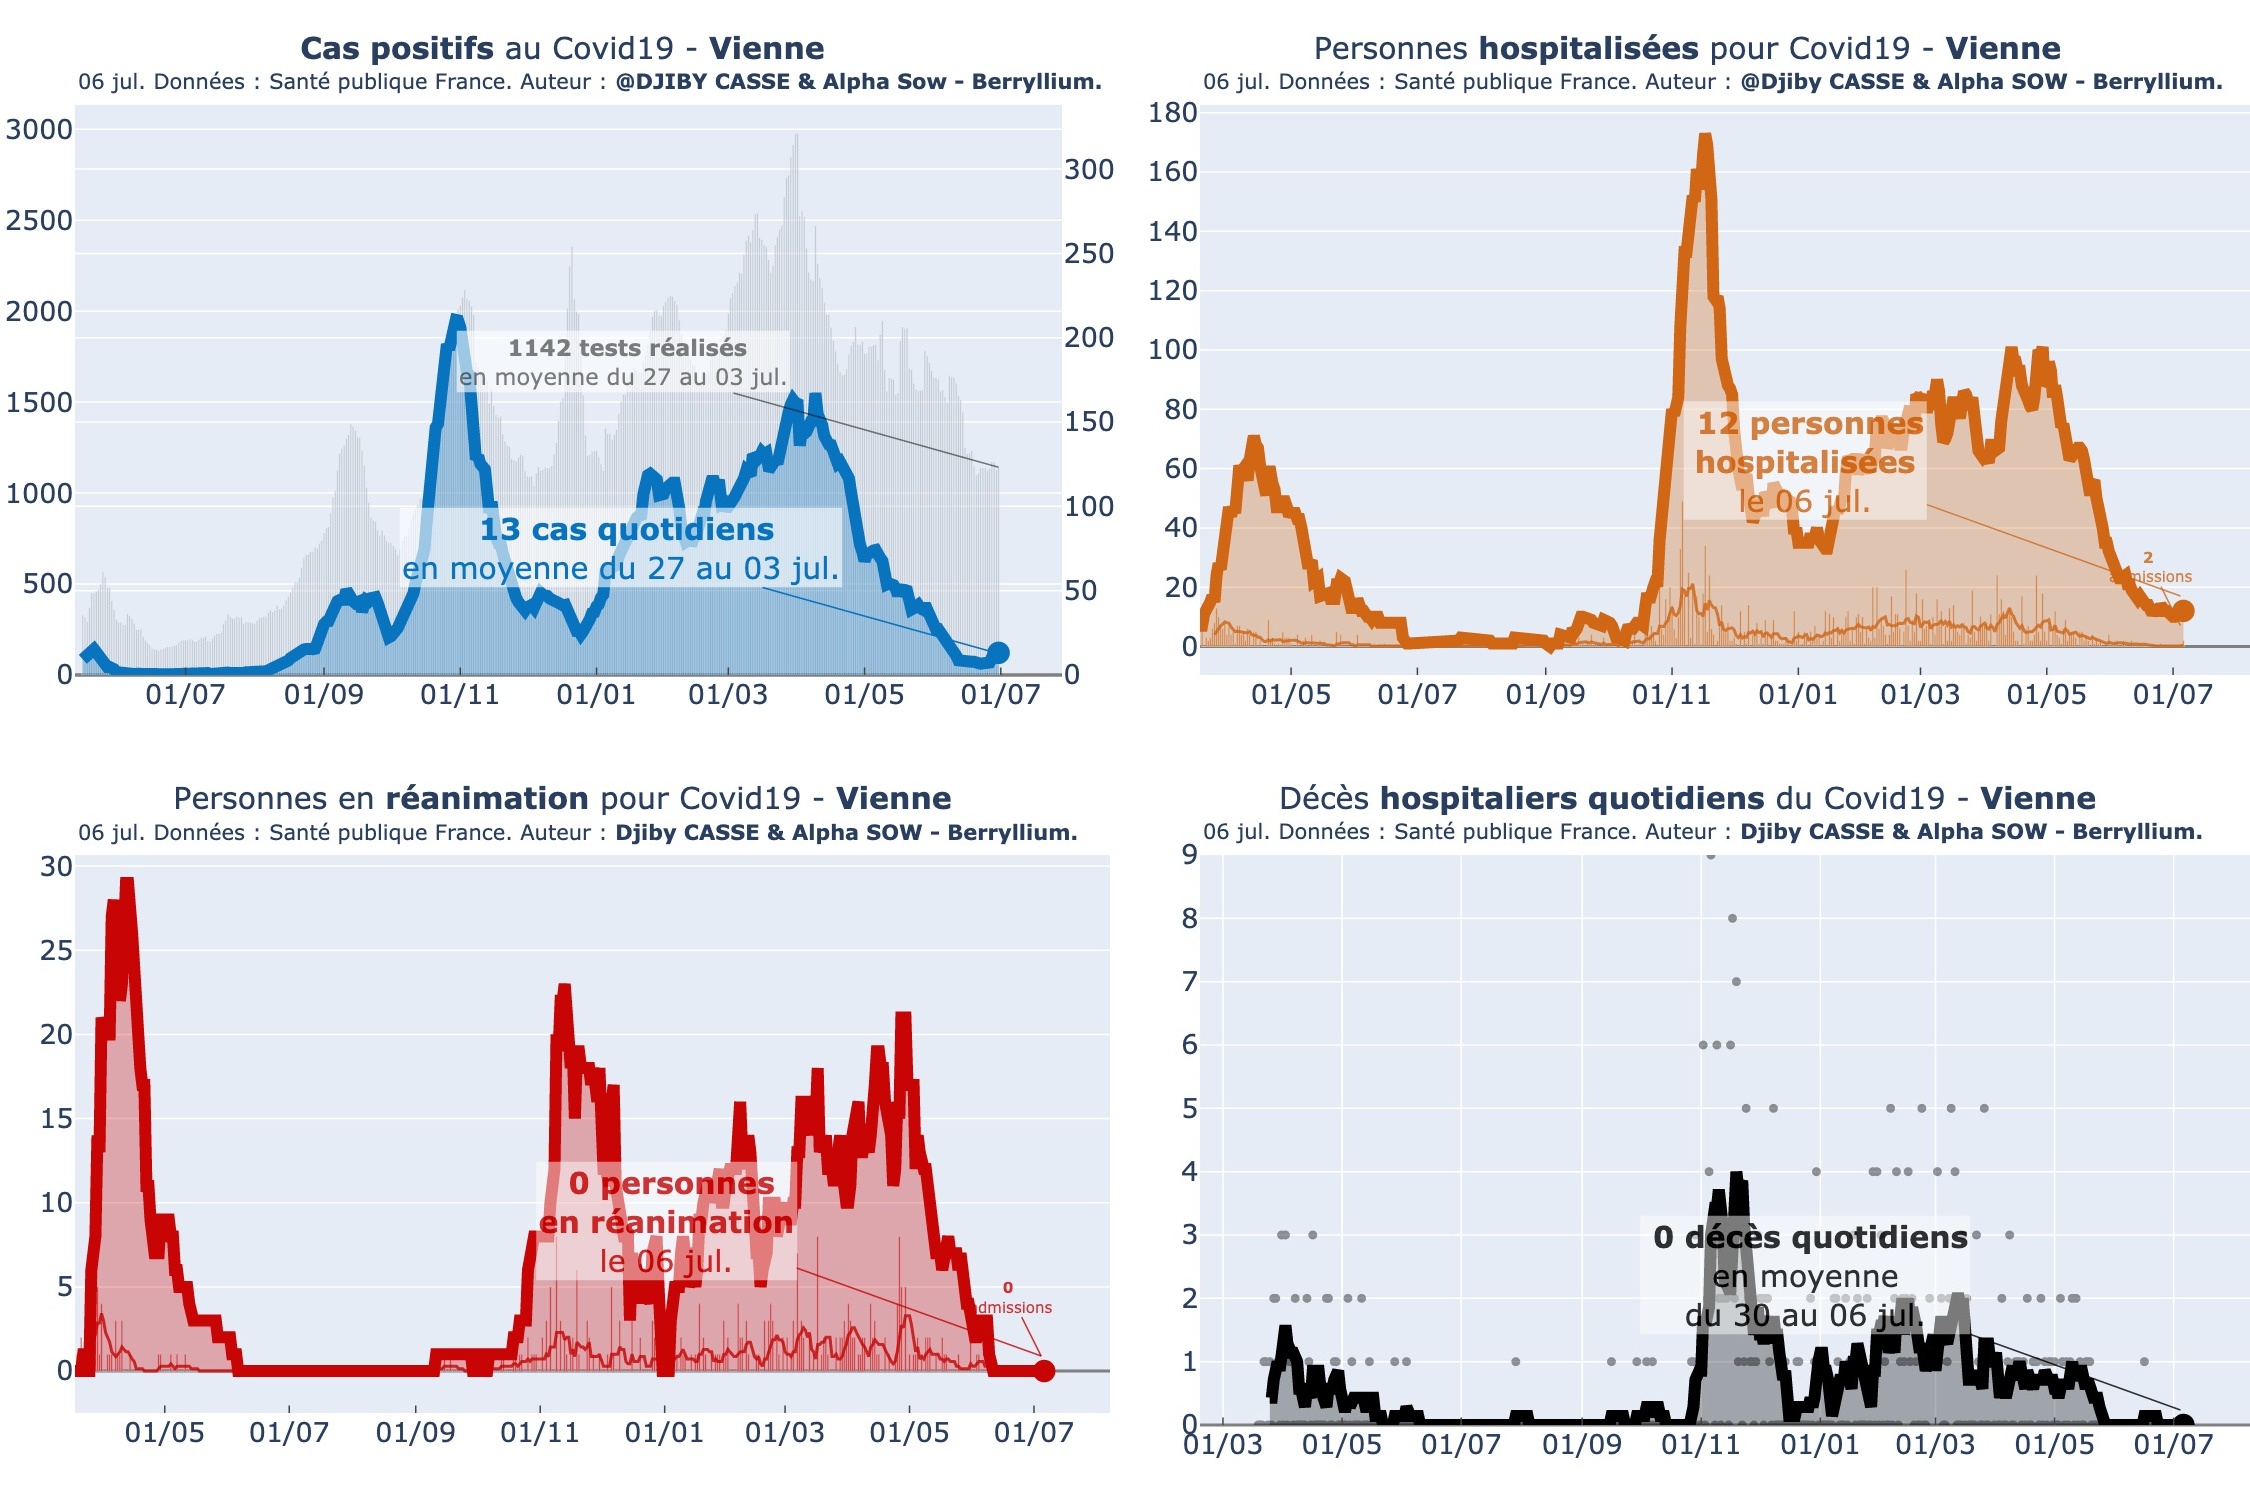 Cas positifs au Covid19 - Vienne
06 jul. Données : Santé publique France. Auteur : @DJIBY CASSE & Alpha Sow - Berryllium.
3000
2500
2000
1500
1000
500
0
300
250
200
150
100
50
0
1142 tests réalisés
en moyenne du 27 au 03 jul.
13 cas quotidiens
en moyenne du 27 au 03 jul.
01/07 01/09 01/11 01/01 01/03 01/05 01/07
Personnes hospitalisées pour Covid19 - Vienne
06 jul. Données : Santé publique France. Auteur : @Djiby CASSE & Alpha SOW - Berryllium.
180
160
140
120
100
80
60
40
20
0
12 personnes
hospitalisées
le 06 jul.
2
admissions
01/05 01/07 01/09 01/11 01/01 01/03 01/05 01/07
Personnes en réanimation pour Covid19 - Vienne
06 jul. Données : Santé publique France. Auteur : Djiby CASSE & Alpha SOW - Berryllium.
30
25
20
15
10
5
0
0 personnes
en réanimation
le 06 jul.
0
admissions
01/05 01/07 01/09 01/11 01/01 01/03 01/05 01/07
Décès hospitaliers quotidiens du Covid19 - Vienne
06 jul. Données : Santé publique France. Auteur : Djiby CASSE & Alpha SOW - Berryllium.
9
8
7
6
5
4
3
2
1
0
0 décès quotidiens
en moyenne
du 30 au 06 jul.
01/03 01/05 01/07 01/09 01/11 01/01 01/03 01/05 01/07